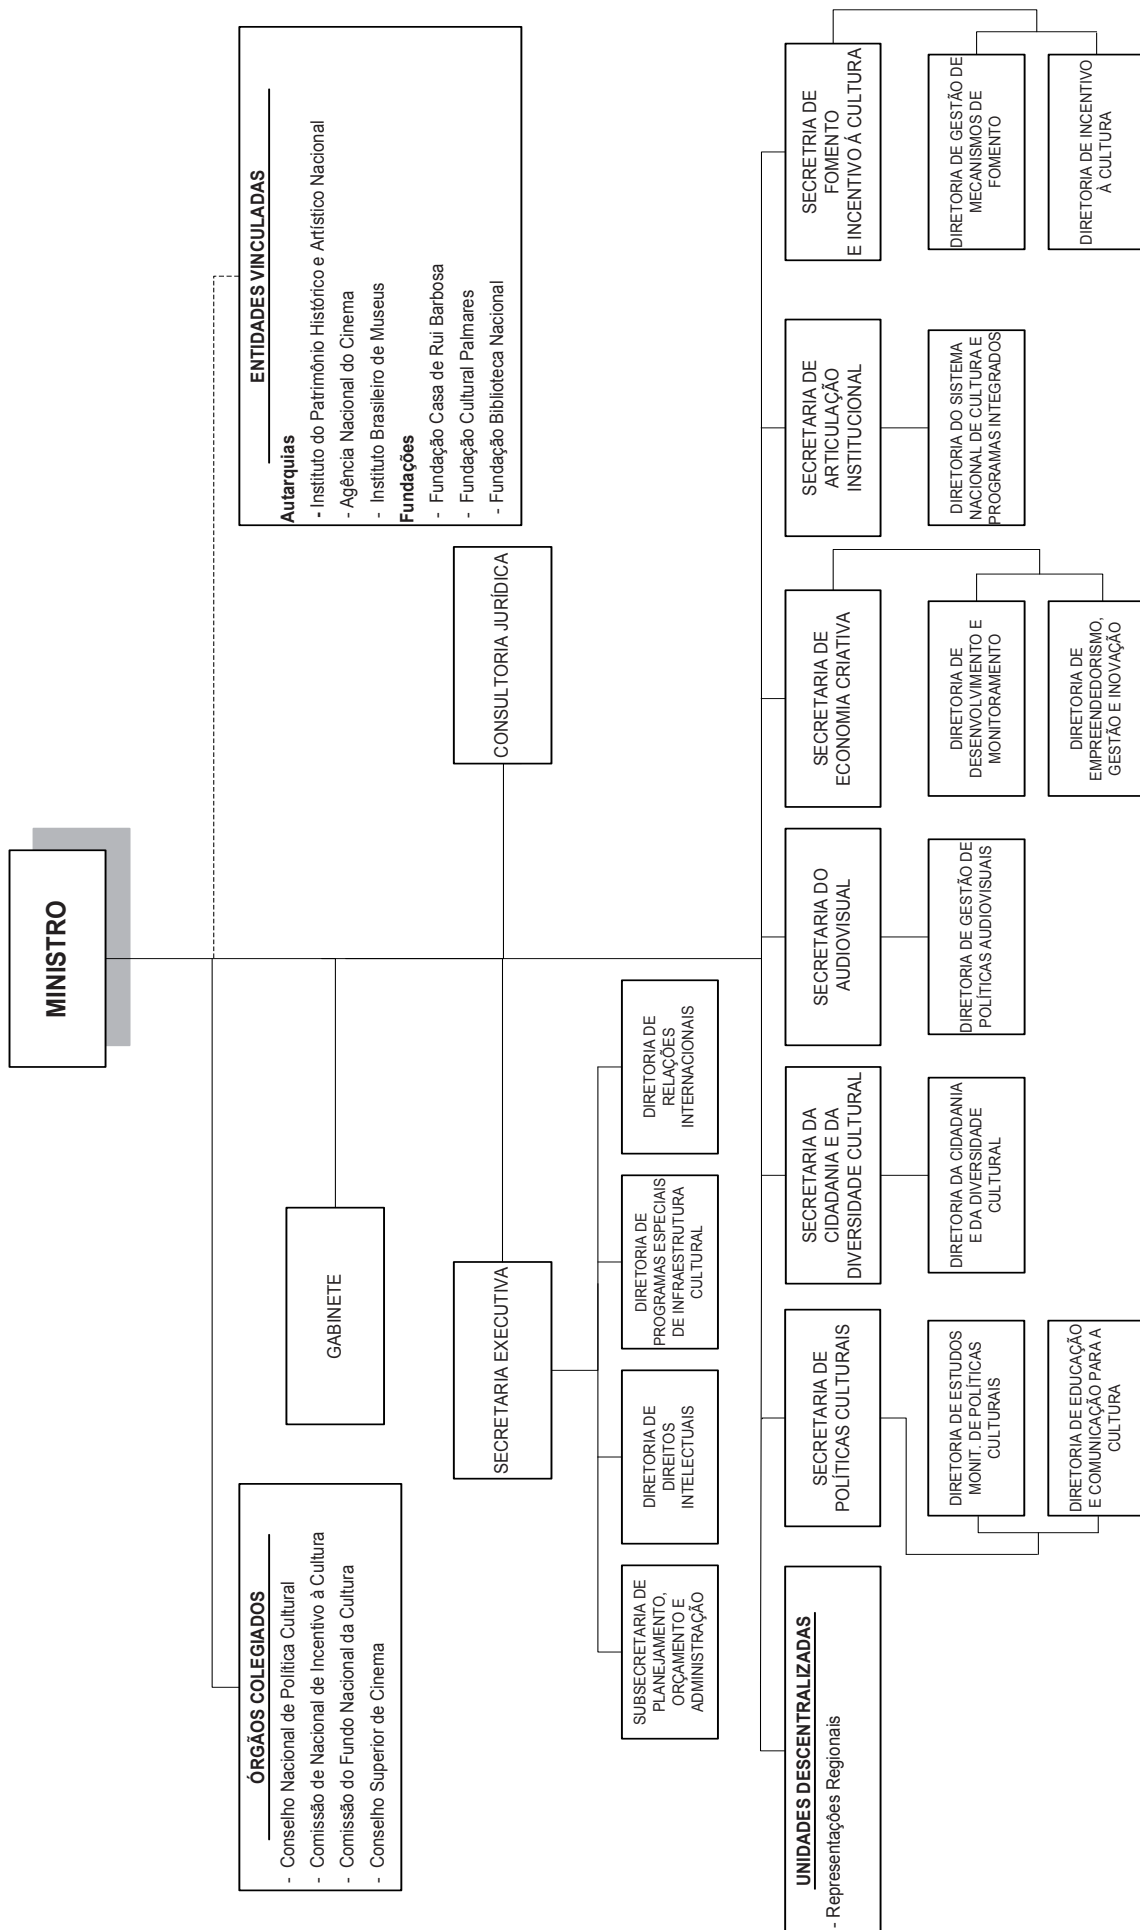 MINISTRO
ÓRGÃOS COLEGIADOS
- Conselho Nacional de Política Cultural
- Comissão de Nacional de Incentivo à Cultura
- Comissão do Fundo Nacional da Cultura
- Conselho Superior de Cinema
GABINETE
ENTIDADES VINCULADAS
Autarquias
- Instituto do Patrimônio Histórico e Artístico Nacional
- Agência Nacional do Cinema
- Instituto Brasileiro de Museus
Fundações
- Fundação Casa de Rui Barbosa
- Fundação Cultural Palmares
- Fundação Biblioteca Nacional
SECRETARIA EXECUTIVA
CONSULTORIA JURÍDICA
SUBSECRETARIA DE
PLANEJAMENTO,
ORÇAMENTO E
ADMINISTRAÇÃO
DIRETORIA DE
DIREITOS
INTELECTUAIS
DIRETORIA DE
PROGRAMAS ESPECIAIS
DE INFRAESTRUTURA
CULTURAL
DIRETORIA DE
RELAÇÕES
INTERNACIONAIS
UNIDADES DESCENTRALIZADAS
- Representações Regionais
SECRETARIA DE
POLÍTICAS CULTURAIS
DIRETORIA DE ESTUDOS
MONIT. DE POLÍTICAS
CULTURAIS
DIRETORIA DE EDUCAÇÃO
E COMUNICAÇÃO PARA A
CULTURA
SECRETARIA DA
CIDADANIA E DA
DIVERSIDADE CULTURAL
DIRETORIA DA CIDADANIA
E DA DIVERSIDADE
CULTURAL
SECRETARIA DO
AUDIOVISUAL
DIRETORIA DE GESTÃO DE
POLÍTICAS AUDIOVISUAIS
SECRETARIA DE
ECONOMIA CRIATIVA
DIRETORIA DE
DESENVOLVIMENTO E
MONITORAMENTO
DIRETORIA DE
EMPREENDEDORISMO,
GESTÃO E INOVAÇÃO
SECRETARIA DE
ARTICULAÇÃO
INSTITUCIONAL
DIRETORIA DO SISTEMA
NACIONAL DE CULTURA E
PROGRAMAS INTEGRADOS
SECRETRIA DE
FOMENTO
E INCENTIVO Á CULTURA
DIRETORIA DE GESTÃO DE
MECANISMOS DE
FOMENTO
DIRETORIA DE INCENTIVO
À CULTURA